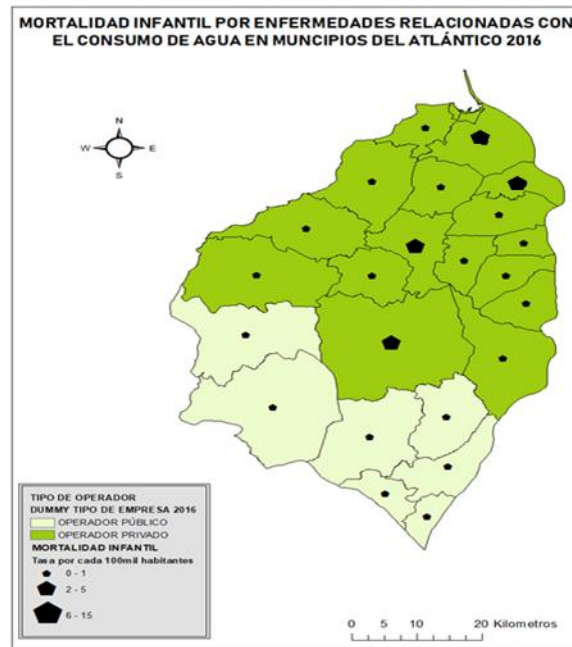 MORTALIDAD INFANTIL POR ENFERMEDADES RELACIONADAS CON
EL CONSUMO DE AGUA EN MUNCIPIOS DEL ATLÁNTICO 2016
N
W E
S
TIPO DE OPERADOR
DUMMY TIPO DE EMPRESA 2016
OPERADOR PÚBLICO
OPERADOR PRIVADO
MORTALIDAD INFANTIL
Tasa por cada 100mil habitantes
0 - 1
2 - 5
6 - 15
0 5 10 20 Kilometros